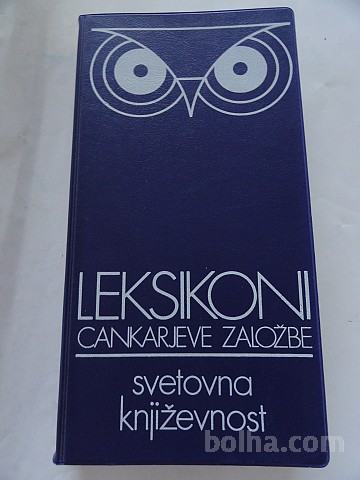 LEKSIKONI
CANKARJEVE ZALOŽBE
svetovna
književnost
bolha.com